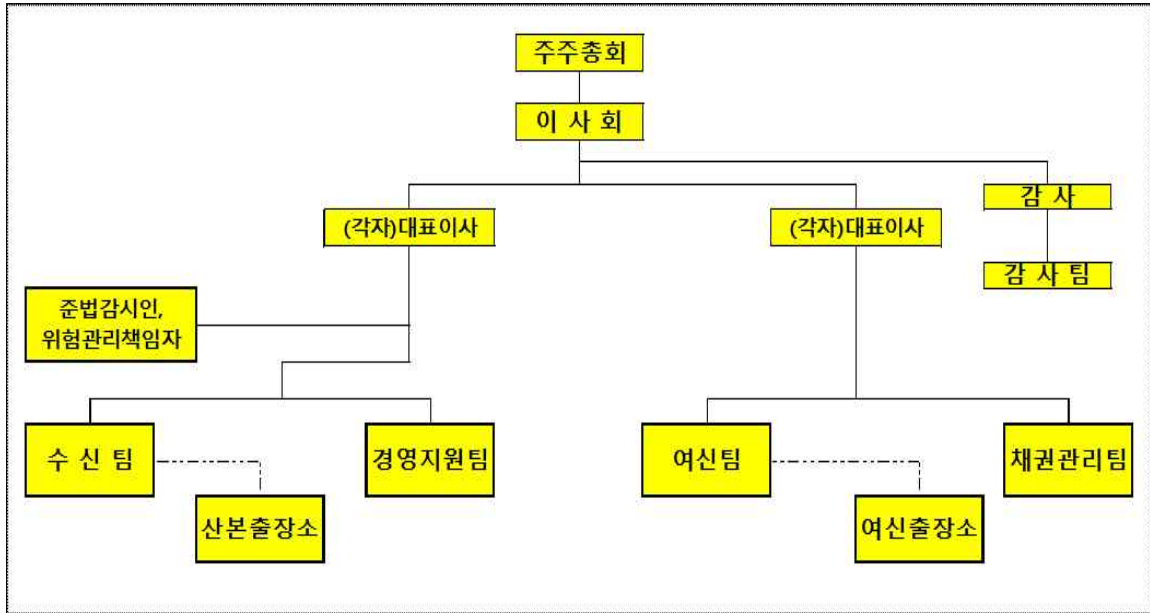 주주총회
이 사 회
감 사
(각자)대표이사
(각자)대표이사
감 사 팀
준법감시인,
위험관리책임자
수 신 팀
경영지원팀
여신팀
채권관리팀
산본출장소
여신출장소